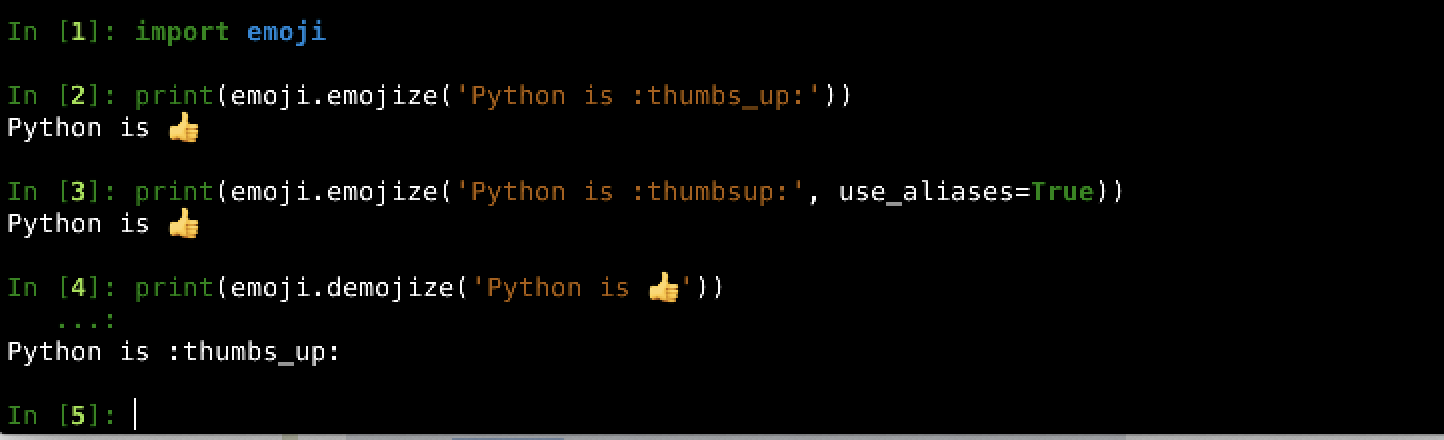 In [1]: import emoji
In [2]: print(emoji.emojize('Python is :thumbs_up:'))
Python is 👍
In [3]: print(emoji.emojize('Python is :thumbsup:', use_aliases=True))
Python is 👍
In [4]: print(emoji.demojize('Python is 👍'))
...:
Python is :thumbs_up:
In [5]: